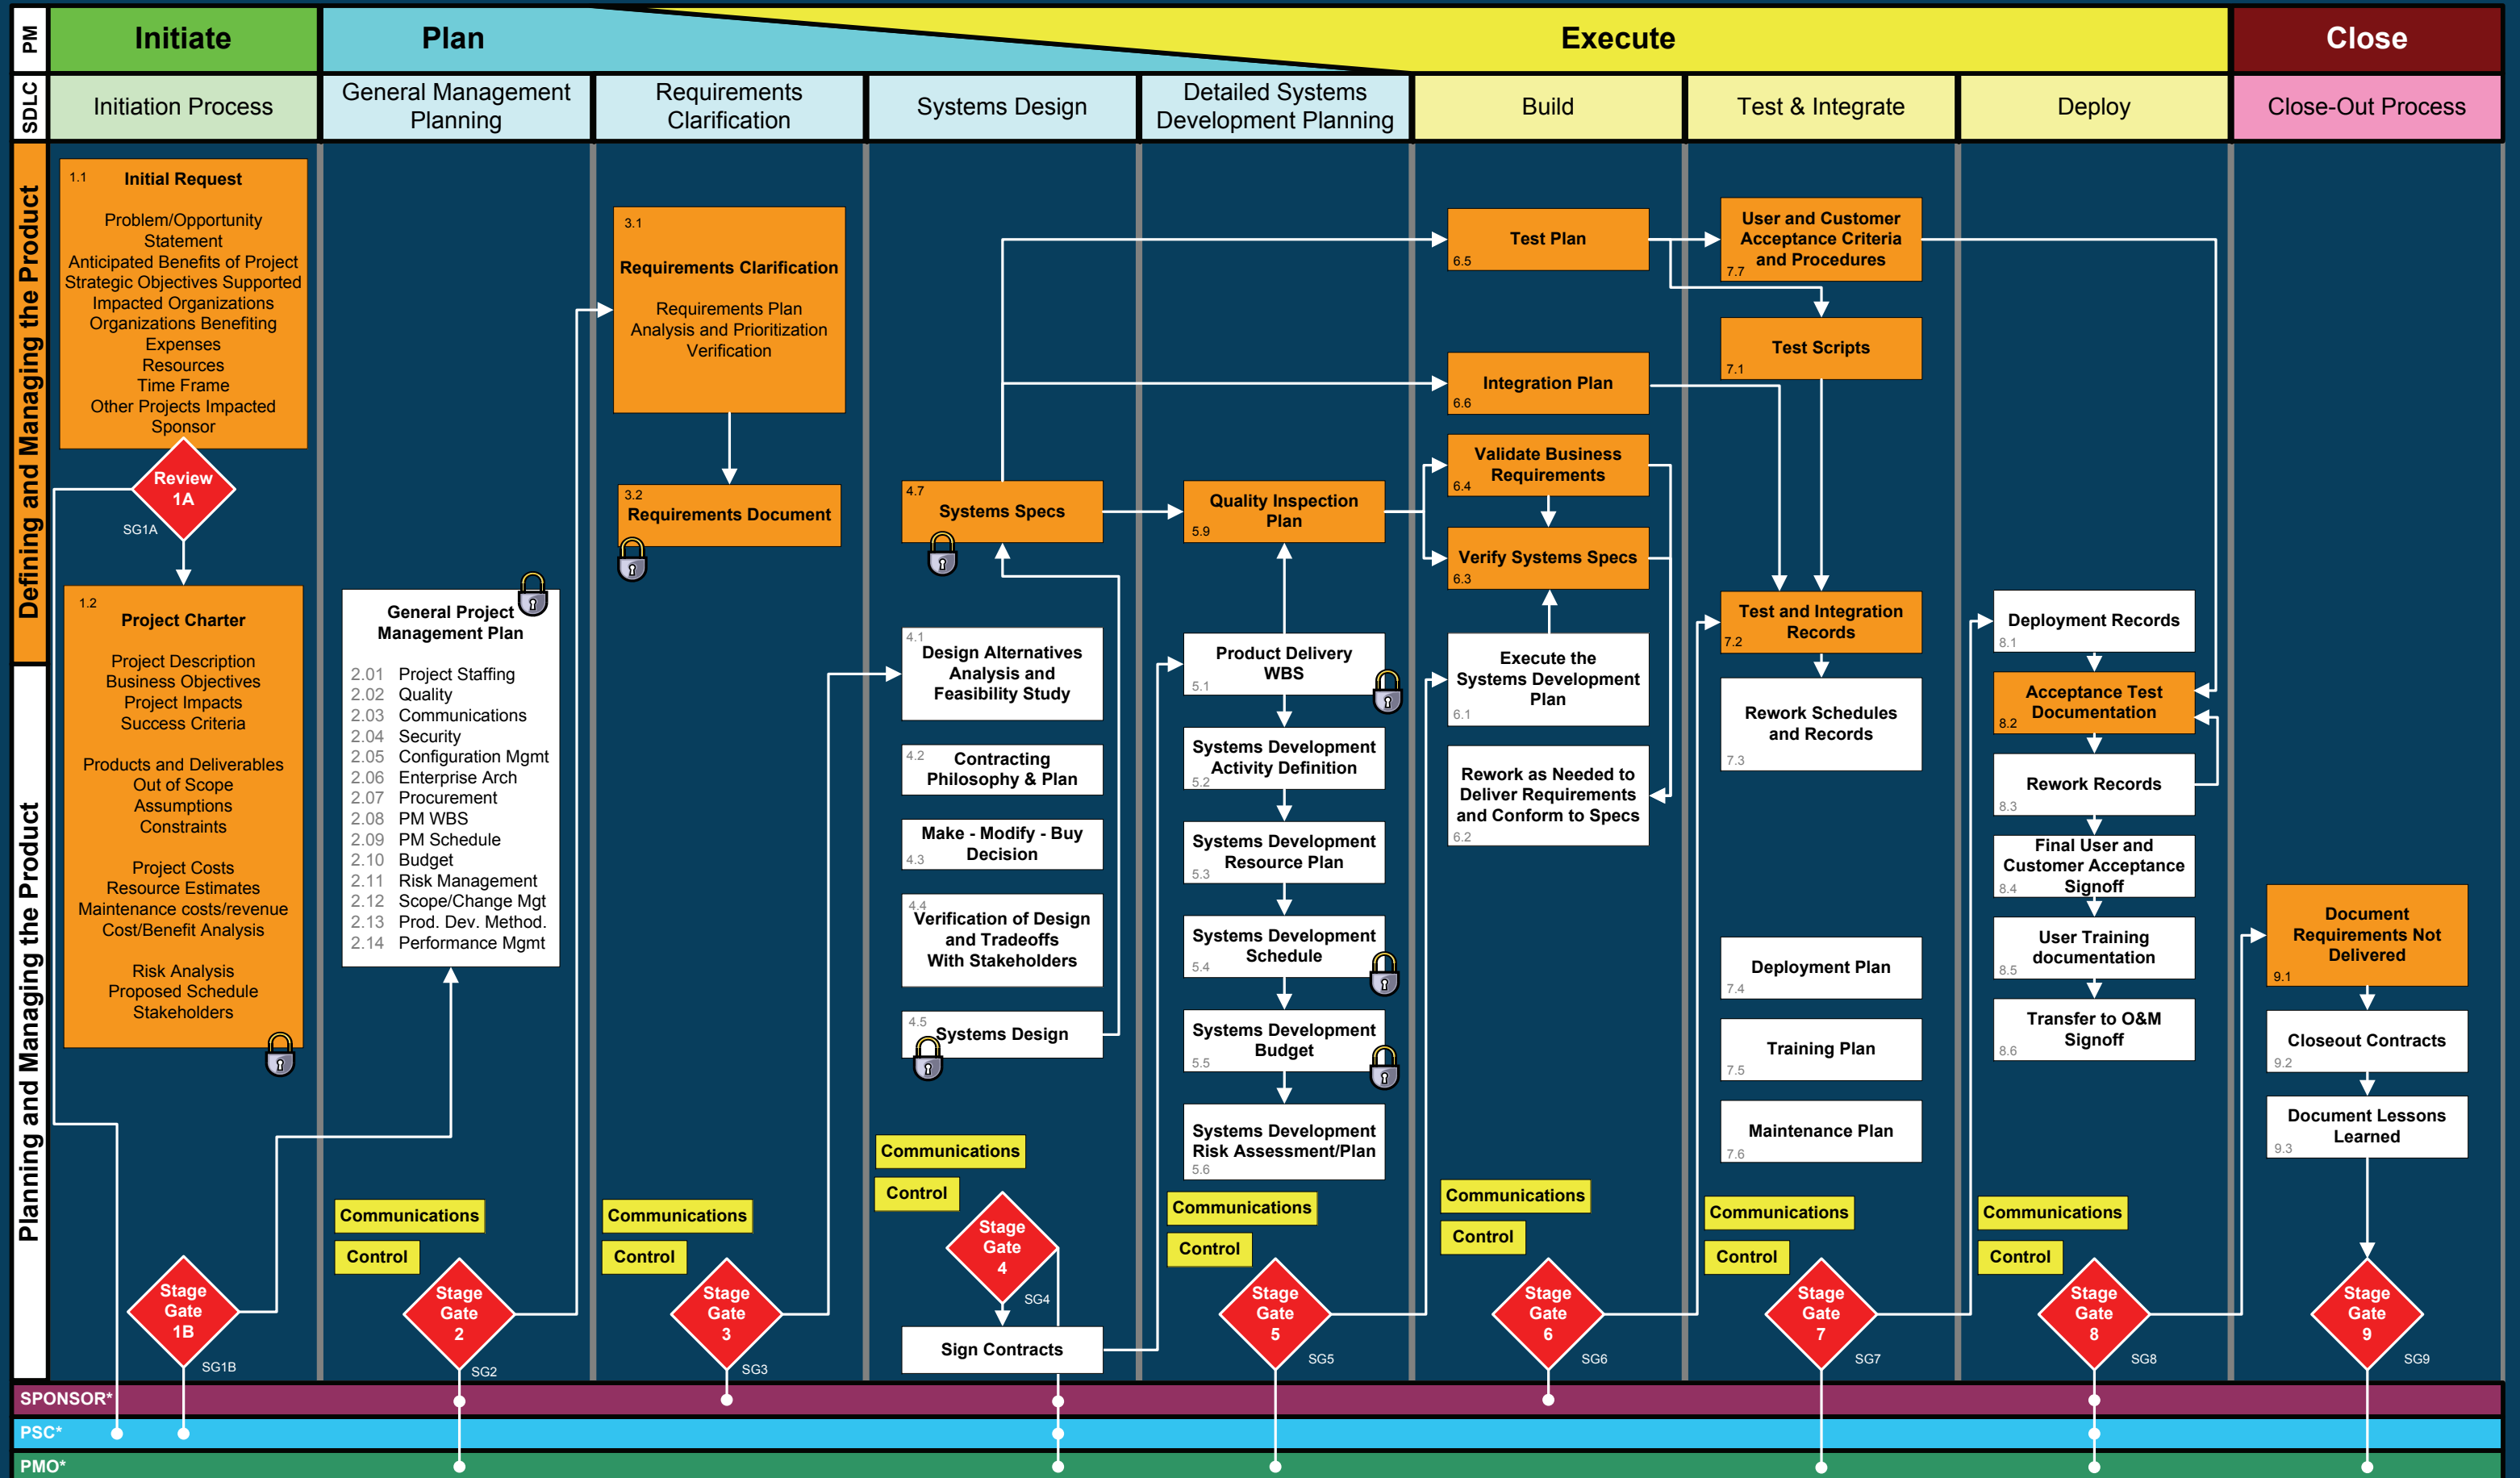 PM
Initiate
Plan
Execute
Close
SDLC
Initiation Process
General Management
Planning
Requirements
Clarification
Systems Design
Detailed Systems
Development Planning
Build
Test & Integrate
Deploy
Close-Out Process
Defining and Managing the Product
Planning and Managing the Product
1.1
Initial Request
Problem/Opportunity
Statement
Anticipated Benefits of Project
Strategic Objectives Supported
Impacted Organizations
Organizations Benefiting
Expenses
Resources
Time Frame
Other Projects Impacted
Sponsor
Review
1A
SG1A
1.2
Project Charter
Project Description
Business Objectives
Project Impacts
Success Criteria
Products and Deliverables
Out of Scope
Assumptions
Constraints
Project Costs
Resource Estimates
Maintenance costs/revenue
Cost/Benefit Analysis
Risk Analysis
Proposed Schedule
Stakeholders
Stage
Gate
1B
SG1B
General Project
Management Plan
2.01 Project Staffing
2.02 Quality
2.03 Communications
2.04 Security
2.05 Configuration Mgmt
2.06 Enterprise Arch
2.07 Procurement
2.08 PM WBS
2.09 PM Schedule
2.10 Budget
2.11 Risk Management
2.12 Scope/Change Mgt
2.13 Prod. Dev. Method.
2.14 Performance Mgmt
Communications
Control
Stage
Gate
2
SG2
3.1
Requirements Clarification
Requirements Plan
Analysis and Prioritization
Verification
3.2
Requirements Document
Communications
Control
Stage
Gate
3
SG3
4.7
Systems Specs
4.1
Design Alternatives
Analysis and
Feasibility Study
4.2
Contracting
Philosophy & Plan
Make - Modify - Buy
Decision
4.3
4.4
Verification of Design
and Tradeoffs
With Stakeholders
4.5
Systems Design
Communications
Control
Stage
Gate
4
SG4
Sign Contracts
Quality Inspection
Plan
5.9
Product Delivery
WBS
5.1
Systems Development
Activity Definition
5.2
Systems Development
Resource Plan
5.3
Systems Development
Schedule
5.4
Systems Development
Budget
5.5
Systems Development
Risk Assessment/Plan
5.6
Communications
Control
Stage
Gate
5
SG5
Test Plan
6.5
Integration Plan
6.6
Validate Business
Requirements
6.4
Verify Systems Specs
6.3
Execute the
Systems Development
Plan
6.1
Rework as Needed to
Deliver Requirements
and Conform to Specs
6.2
Communications
Control
Stage
Gate
6
SG6
User and Customer
Acceptance Criteria
and Procedures
7.7
Test Scripts
7.1
Test and Integration
Records
7.2
Rework Schedules
and Records
7.3
Deployment Plan
7.4
Training Plan
7.5
Maintenance Plan
7.6
Communications
Control
Stage
Gate
7
SG7
Deployment Records
8.1
Acceptance Test
Documentation
8.2
Rework Records
8.3
Final User and
Customer Acceptance
Signoff
8.4
User Training
documentation
8.5
Transfer to O&M
Signoff
8.6
Communications
Control
Stage
Gate
8
SG8
Document
Requirements Not
Delivered
9.1
Closeout Contracts
9.2
Document Lessons
Learned
9.3
Stage
Gate
9
SG9
SPONSOR*
PSC*
PMO*